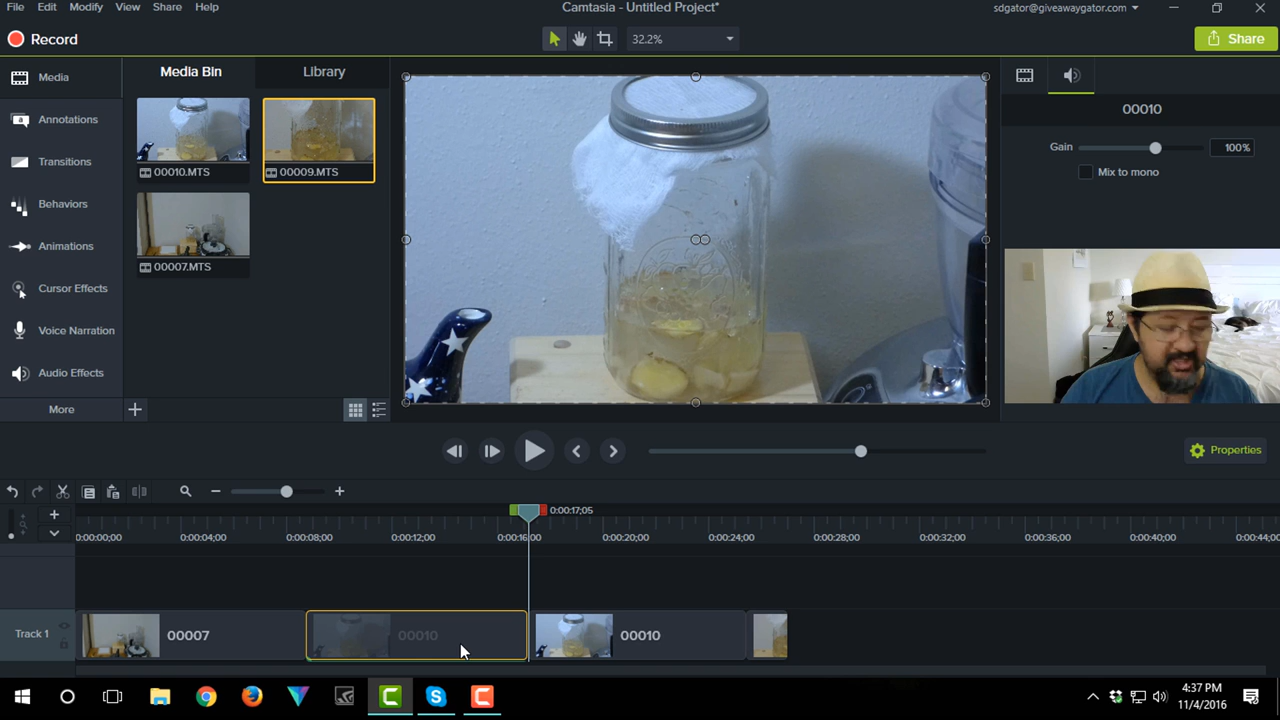 File Edit Modify View Share Help
Camtasia - Untitled Project*
sdgator@giveawaygator.com
Record
32.2%
Share
Media
Media Bin
Library
00010
Annotations
Gain 100%
Transitions
00010.MTS
00009.MTS
Mix to mono
Behaviors
Animations
00007.MTS
Cursor Effects
Voice Narration
Audio Effects
More
Properties
0:00:17;05
0:00:00;00 0:00:04;00 0:00:08;00 0:00:12;00 0:00:16;00 0:00:20;00 0:00:24;00 0:00:28;00 0:00:32;00 0:00:36;00 0:00:40;00 0:00:44;00
Track 1
00007
00010
00010
4:37 PM
11/4/2016